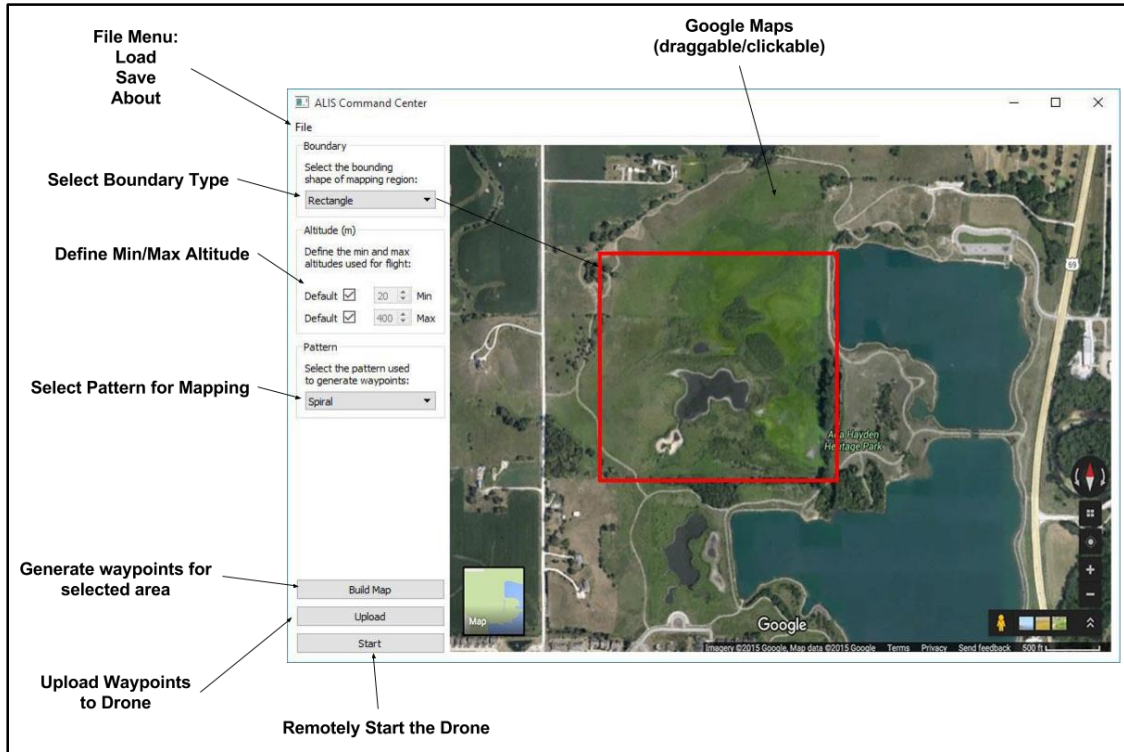 File Menu:
Load
Save
About
Google Maps
(draggable/clickable)
ALIS Command Center
File
Select Boundary Type
Boundary
Select the bounding
shape of mapping region:
Rectangle
Define Min/Max Altitude
Altitude (m)
Define the min and max
altitudes used for flight:
Default 20 Min
Default 400 Max
Select Pattern for Mapping
Pattern
Select the pattern used
to generate waypoints:
Spiral
69
Ada Hayden
Heritage Park
Generate waypoints for
selected area
Build Map
Upload
Start
Map
Google
Imagery ©2015 Google, Map data ©2015 Google Terms Privacy Send feedback 500 ft
Upload Waypoints
to Drone
Remotely Start the Drone